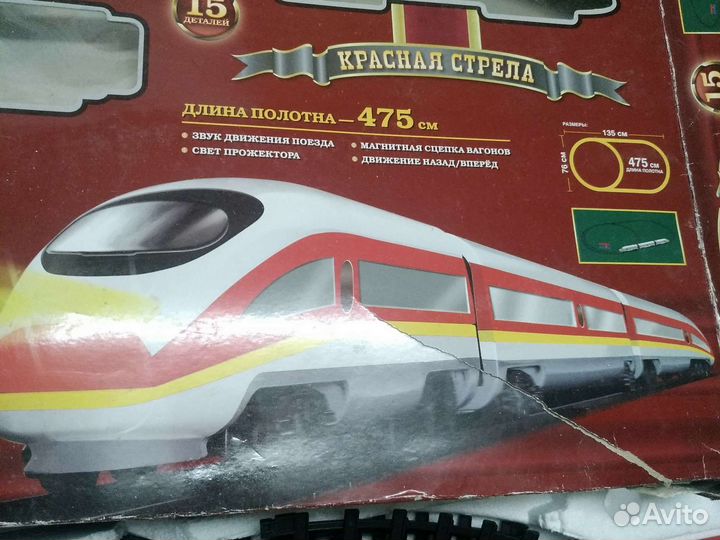 15
ДЕТАЛЕЙ
КРАСНАЯ СТРЕЛА
ДЛИНА ПОЛОТНА — 475 СМ
• ЗВУК ДВИЖЕНИЯ ПОЕЗДА
• СВЕТ ПРОЖЕКТОРА
• МАГНИТНАЯ СЦЕПКА ВАГОНОВ
• ДВИЖЕНИЕ НАЗАД/ВПЕРЁД
РАЗМЕРЫ:
135 СМ
76 СМ
475 СМ
ДЛИНА ПОЛОТНА
15
Avito